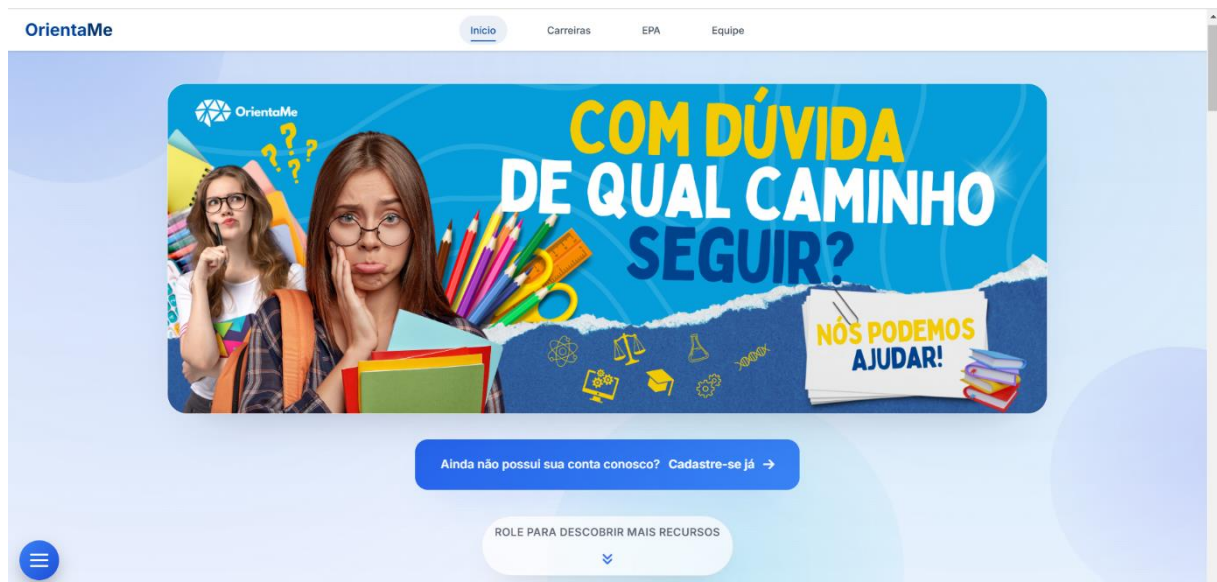 OrientaMe
Início
Carreiras
EPA
Equipe
OrientaMe
? ? ? ?
COM DÚVIDA
DE QUAL CAMINHO
SEGUIR?
NÓS PODEMOS
AJUDAR!
Ainda não possui sua conta conosco? Cadastre-se já →
ROLE PARA DESCOBRIR MAIS RECURSOS